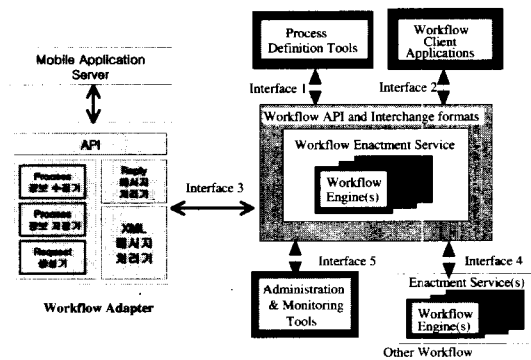 Mobile Application
Server
API
Process
정보 수집기
Process
정보 저장기
Request
생성기
Reply
메시지
처리기
XML
메시지
처리기
Workflow Adapter
Interface 3
Process
Definition Tools
Workflow
Client
Applications
Interface 1
Interface 2
Workflow API and Interchange formats
Workflow Enactment Service
Workflow
Engine(s)
Interface 5
Interface 4
Administration
& Monitoring
Tools
Enactment Service(s)
Workflow
Engine(s)
Other Workflow